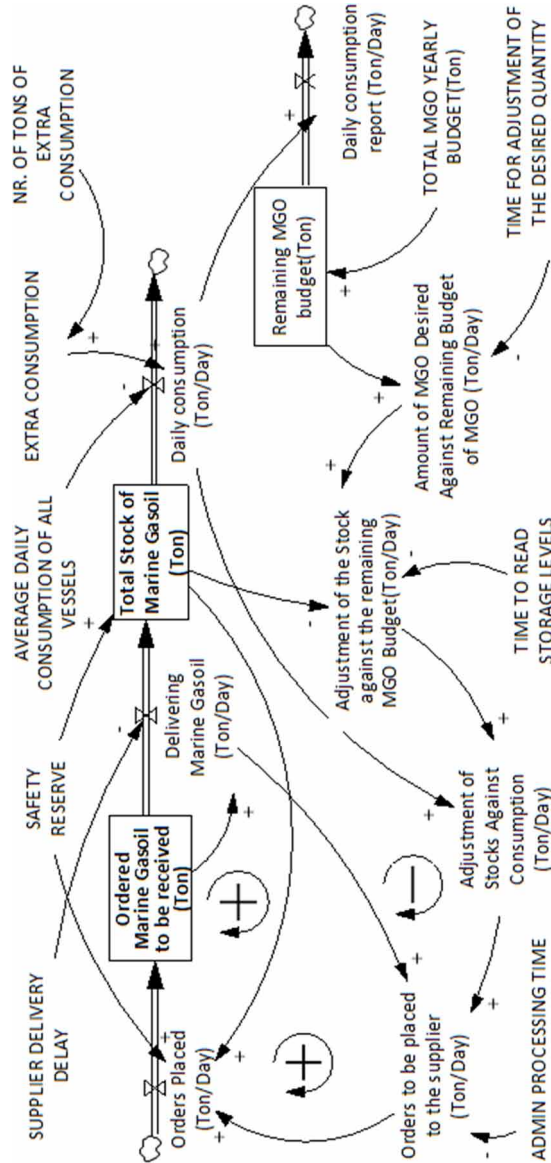 SUPPLIER DELIVERY
DELAY
SAFETY
RESERVE
AVERAGE DAILY
CONSUMPTION OF ALL
VESSELS
EXTRA CONSUMPTION
NR. OF TONS OF
EXTRA
CONSUMPTION
Orders Placed
(Ton/Day)
Ordered
Marine Gasoil
to be received
(Ton)
Delivering
Marine Gasoil
(Ton/Day)
Total Stock of
Marine Gasoil
(Ton)
Daily consumption
(Ton/Day)
Remaining MGO
budget(Ton)
Daily consumption
report (Ton/Day)
TOTAL MGO YEARLY
BUDGET(Ton)
Orders to be placed
to the supplier
(Ton/Day)
Adjustment of
Stocks Against
Consumption
(Ton/Day)
Adjustment of the Stock
against the remaining
MGO Budget(Ton/Day)
Amount of MGO Desired
Against Remaining Budget
of MGO (Ton/Day)
ADMIN PROCESSING TIME
TIME TO READ
STORAGE LEVELS
TIME FOR ADJUSTMENT OF
THE DESIRED QUANTITY